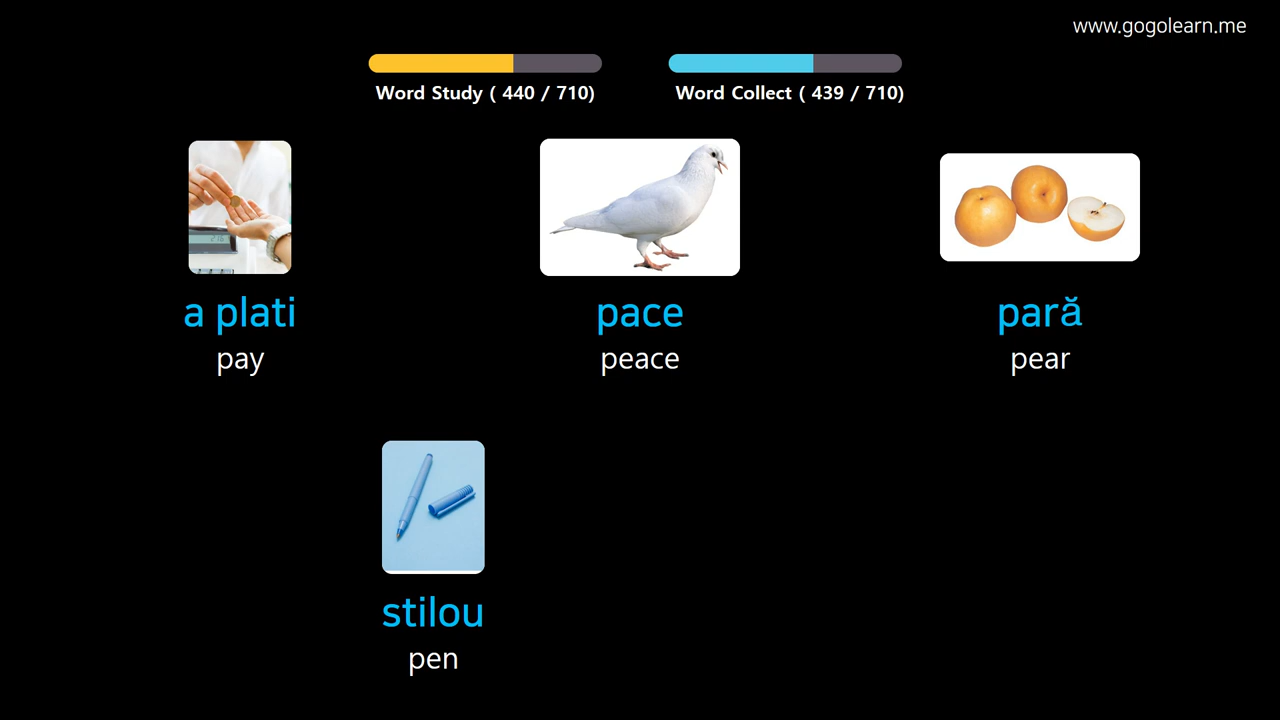 www.gogolearn.me
Word Study ( 440 / 710)
Word Collect ( 439 / 710)
a plati
pay
pace
peace
pară
pear
stilou
pen